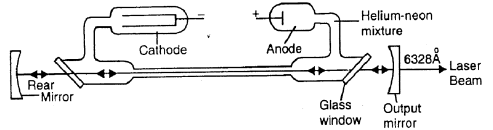 −
+
Helium-neon
mixture
Cathode
Anode
6328Å
Laser
Beam
Rear
Mirror
Glass
window
Output
mirror